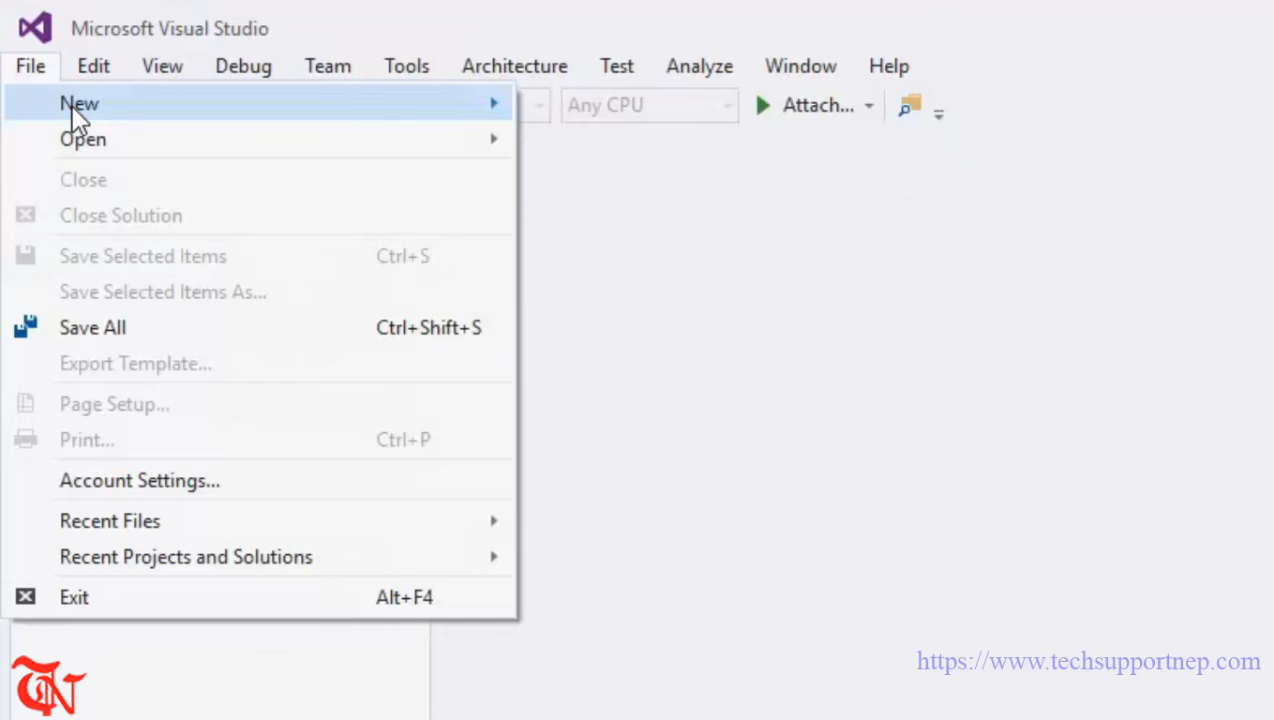 Microsoft Visual Studio
File Edit View Debug Team Tools Architecture Test Analyze Window Help
New
Any CPU Attach...
Open
Close
Close Solution
Save Selected Items Ctrl+S
Save Selected Items As...
Save All Ctrl+Shift+S
Export Template...
Page Setup...
Print... Ctrl+P
Account Settings...
Recent Files
Recent Projects and Solutions
Exit Alt+F4
TN
https://www.techsupportnep.com